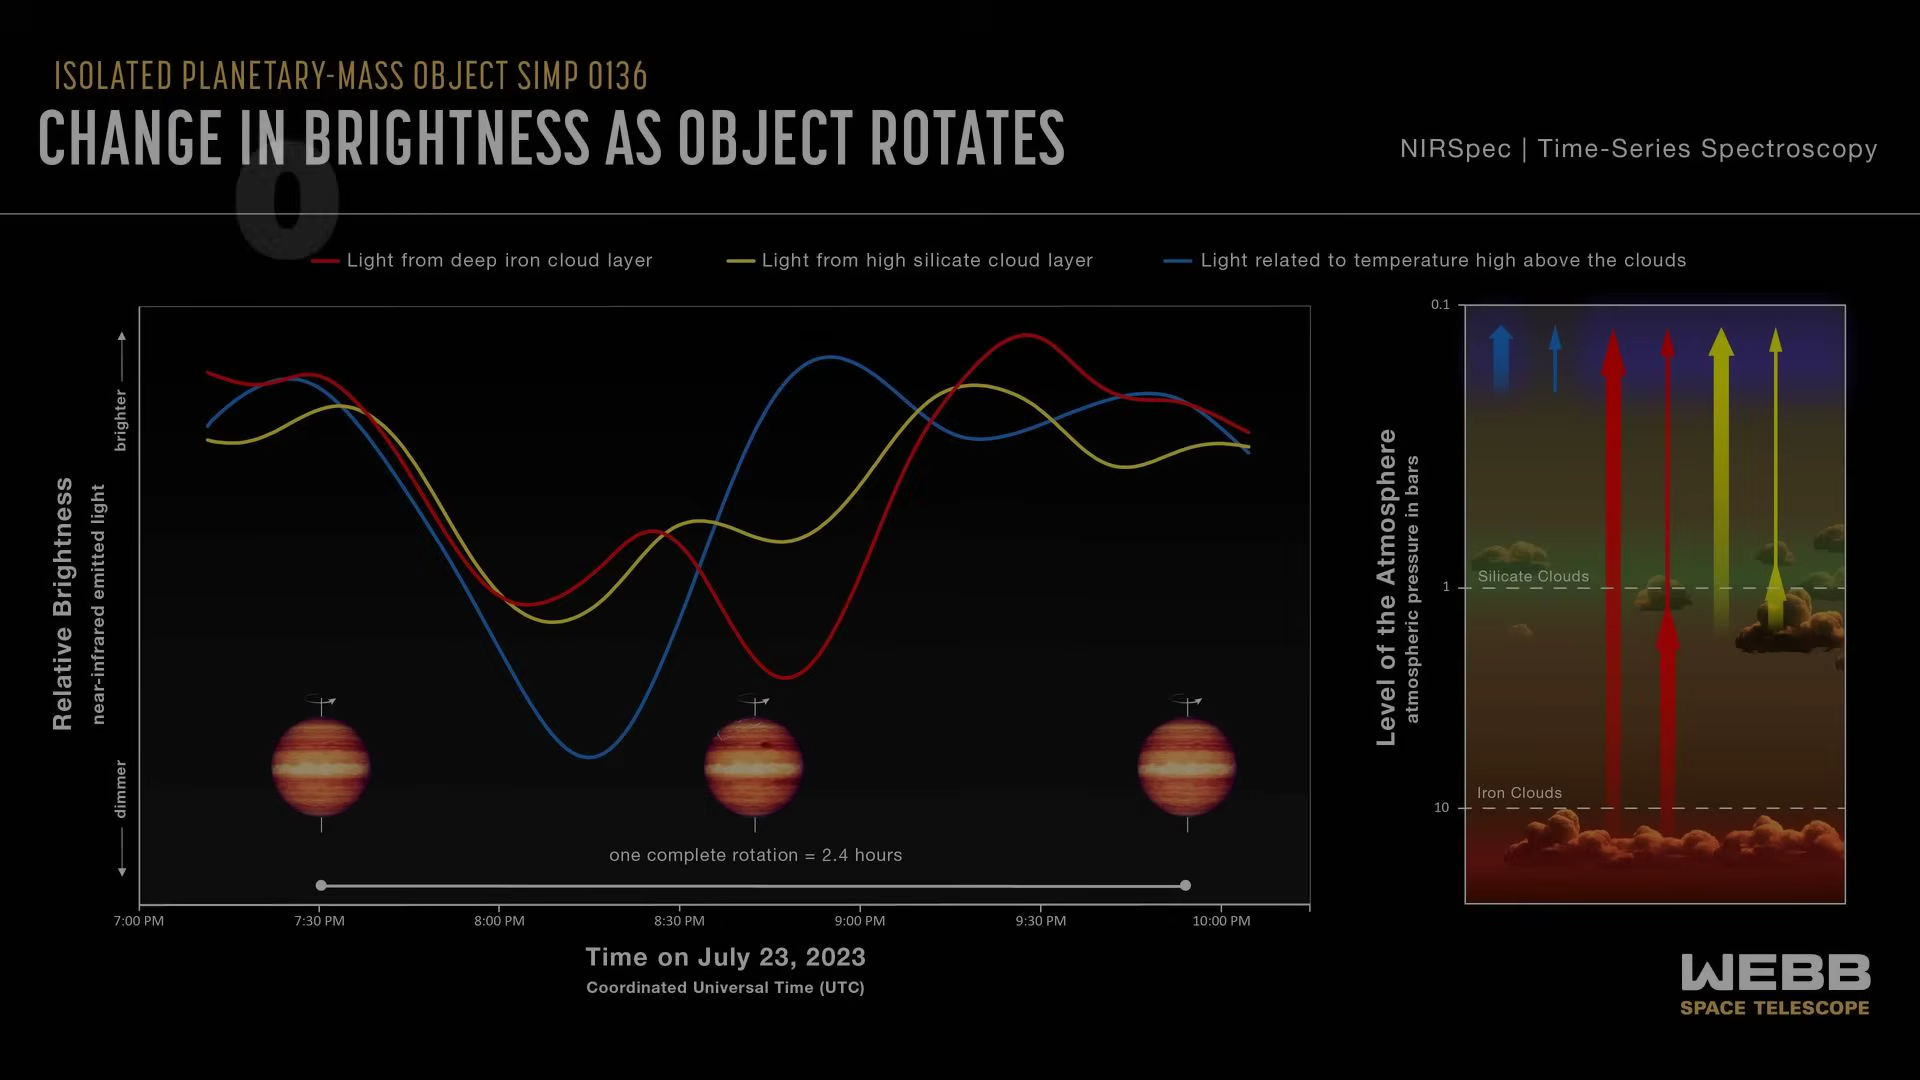 ISOLATED PLANETARY-MASS OBJECT SIMP 0136
CHANGE IN BRIGHTNESS AS OBJECT ROTATES
NIRSpec | Time-Series Spectroscopy
0
Light from deep iron cloud layer
Light from high silicate cloud layer
Light related to temperature high above the clouds
Relative Brightness
near-infrared emitted light
brighter
dimmer
one complete rotation = 2.4 hours
7:00 PM
7:30 PM
8:00 PM
8:30 PM
9:00 PM
9:30 PM
10:00 PM
Time on July 23, 2023
Coordinated Universal Time (UTC)
Level of the Atmosphere
atmospheric pressure in bars
0.1
1
10
Silicate Clouds
Iron Clouds
WEBB
SPACE TELESCOPE